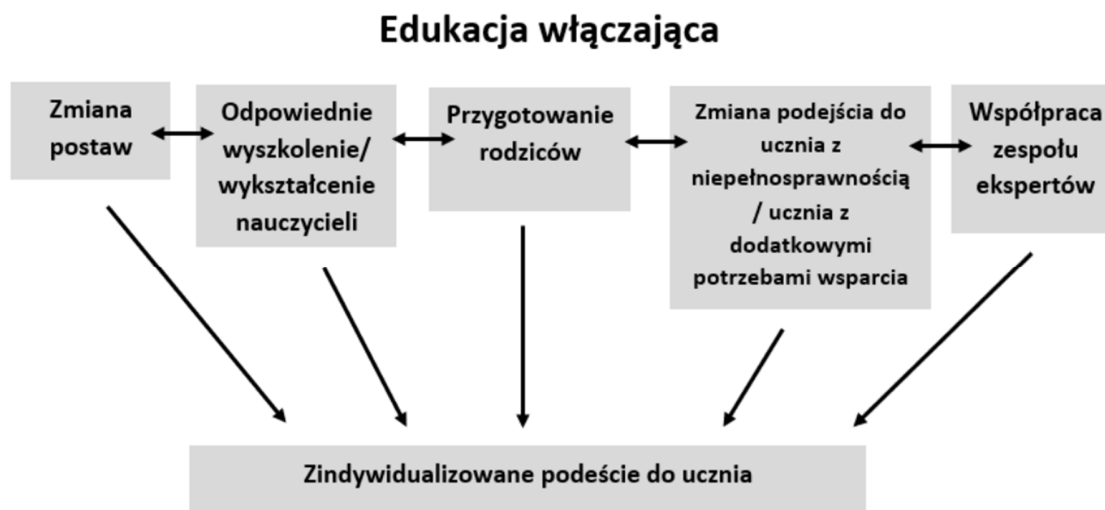 Edukacja włączająca
Zmiana
postaw
Odpowiednie
wyszkolenie/
wykształcenie
nauczycieli
Przygotowanie
rodziców
Zmiana podejścia do
ucznia z
niepełnosprawnością
/ ucznia z
dodatkowymi
potrzebami wsparcia
Współpraca
zespołu
ekspertów
Zindywidualizowane podeście do ucznia